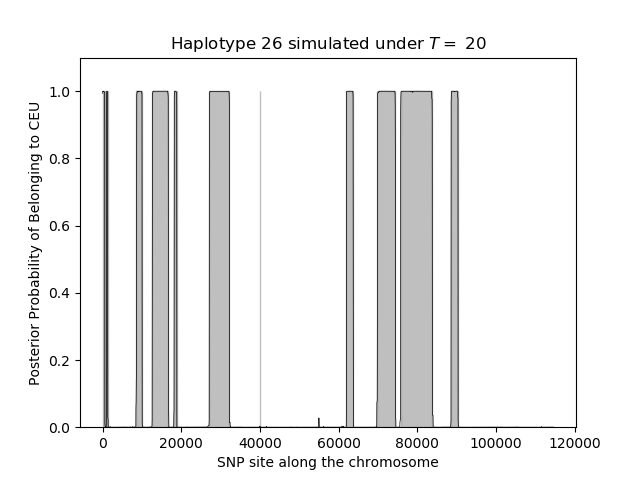 Haplotype 26 simulated under T = 20
Posterior Probability of Belonging to CEU
1.0
0.8
0.6
0.4
0.2
0.0
0 20000 40000 60000 80000 100000 120000
SNP site along the chromosome